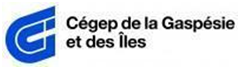 Cégep de la Gaspésie
et des Îles